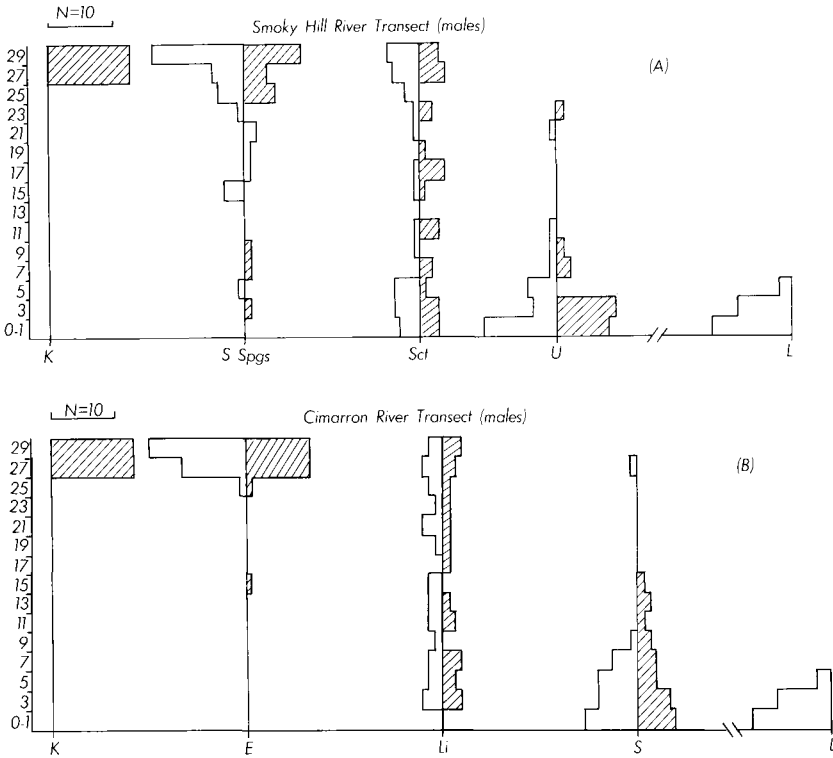 N=10
Smoky Hill River Transect (males)
(A)
29
27
25
23
21
19
17
15
13
11
9
7
5
3
0-1
K
S Spgs
Sct
U
L
N=10
Cimarron River Transect (males)
(B)
29
27
25
23
21
19
17
15
13
11
9
7
5
3
0-1
K
E
Li
S
L